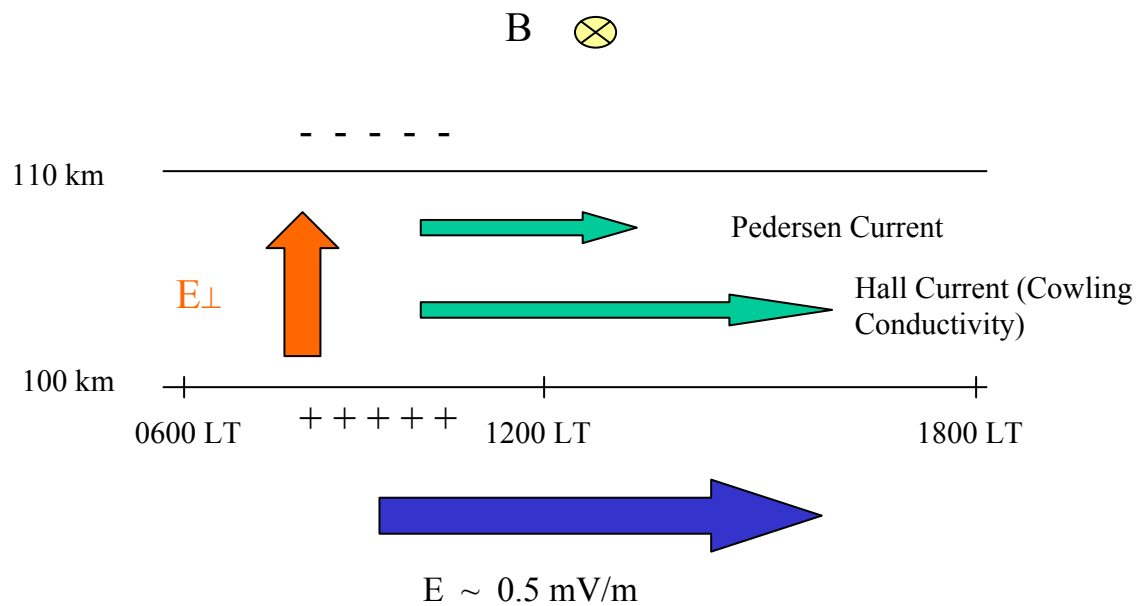 B
- - - - -
110 km
Pedersen Current
E⊥
Hall Current (Cowling
Conductivity)
100 km
+ + + + +
0600 LT
1200 LT
1800 LT
E ~ 0.5 mV/m